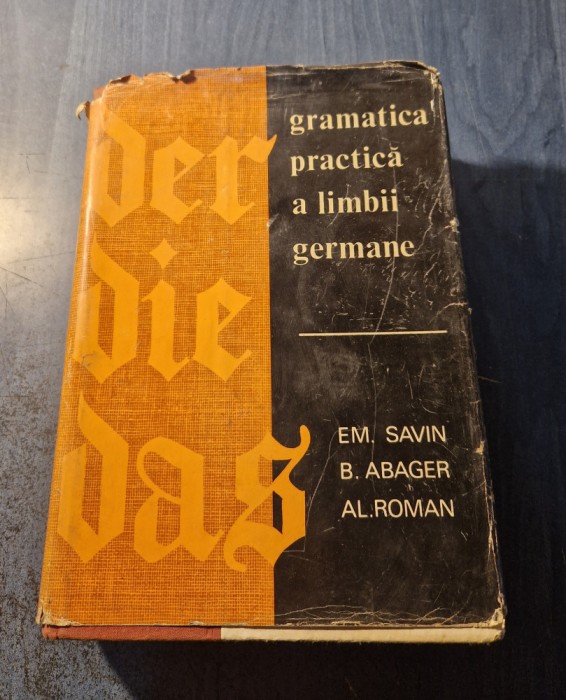 der
die
das
gramatica
practică
a limbii
germane
EM. SAVIN
B. ABAGER
AL.ROMAN